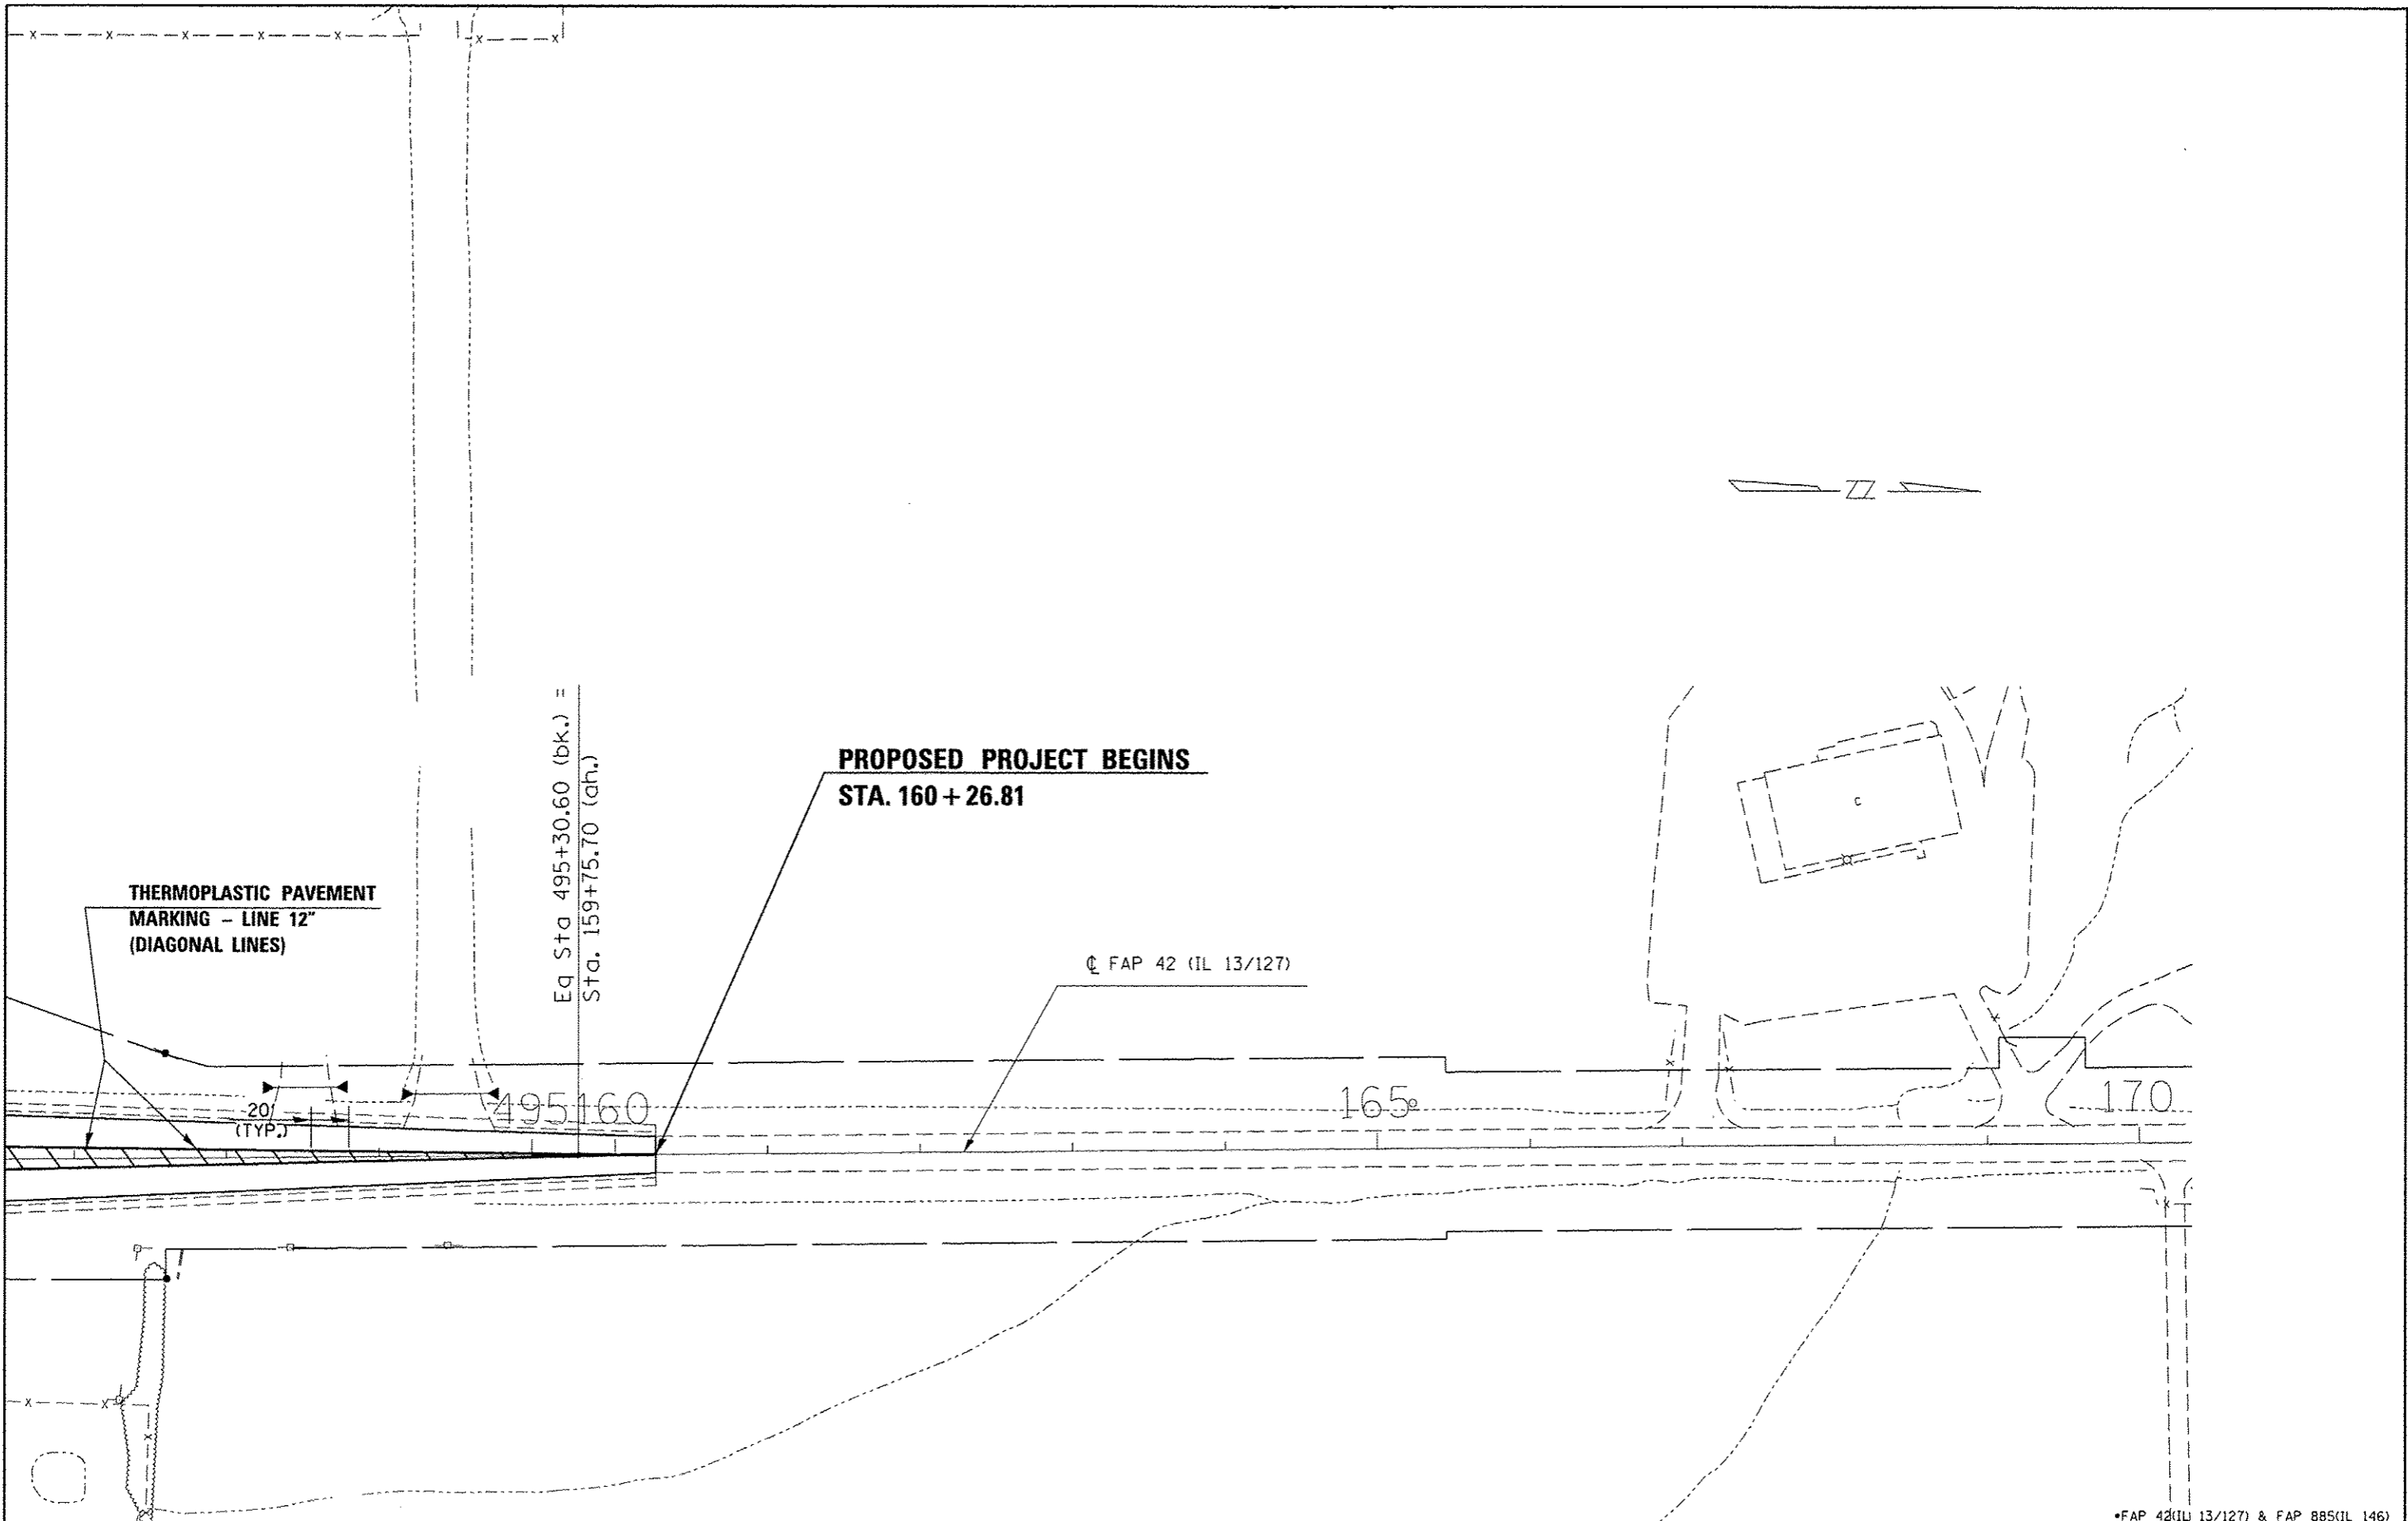 Eq Sta 495+30.60 (bk.) =
Sta. 159+75.70 (ah.)
PROPOSED PROJECT BEGINS
STA. 160+26.81
THERMOPLASTIC PAVEMENT
MARKING - LINE 12"
(DIAGONAL LINES)
℄ FAP 42 (IL 13/127)
C
20
(TYP.)
495
160
165
170
•FAP 42(IL 13/127) & FAP 885(IL 146)